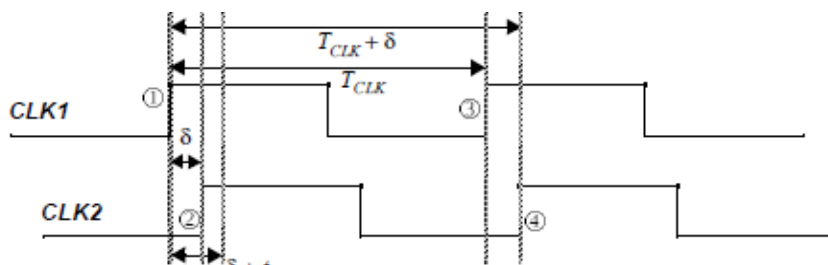 T_CLK + δ
T_CLK
①
③
CLK1
δ
CLK2
②
④